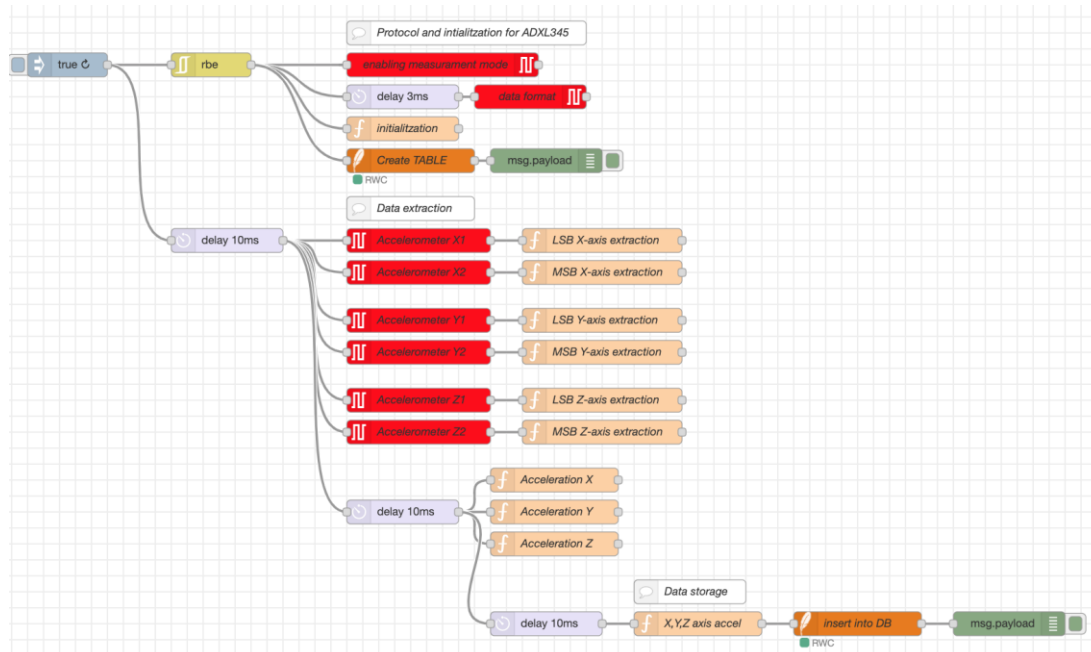 Protocol and intialitzation for ADXL345
true ↻
rbe
enabling measurament mode
delay 3ms
data format
initialitzation
Create TABLE
msg.payload
RWC
Data extraction
delay 10ms
Accelerometer X1
LSB X-axis extraction
Accelerometer X2
MSB X-axis extraction
Accelerometer Y1
LSB Y-axis extraction
Accelerometer Y2
MSB Y-axis extraction
Accelerometer Z1
LSB Z-axis extraction
Accelerometer Z2
MSB Z-axis extraction
Acceleration X
delay 10ms
Acceleration Y
Acceleration Z
Data storage
delay 10ms
X,Y,Z axis accel
insert into DB
msg.payload
RWC